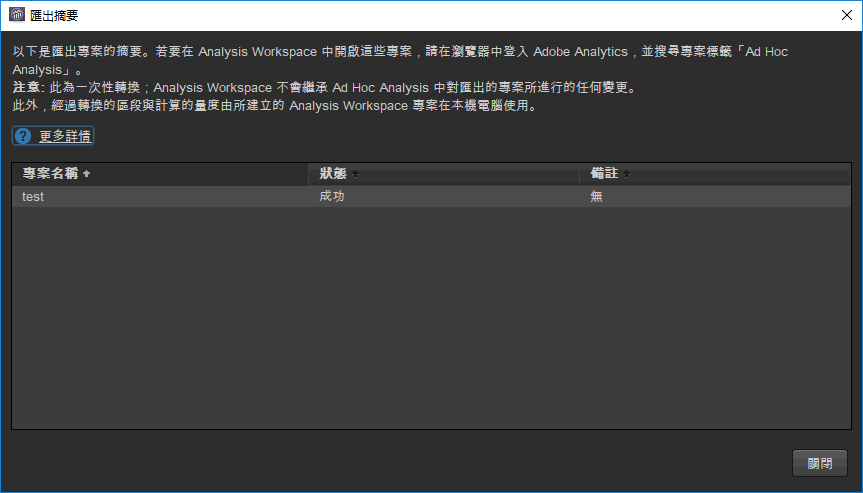 匯出摘要
以下是匯出專案的摘要。若要在 Analysis Workspace 中開啟這些專案，請在瀏覽器中登入 Adobe Analytics，並搜尋專案標籤「Ad Hoc
Analysis」。
注意: 此為一次性轉換；Analysis Workspace 不會繼承 Ad Hoc Analysis 中對匯出的專案所進行的任何變更。
此外，經過轉換的區段與計算的量度由所建立的 Analysis Workspace 專案在本機電腦使用。
? 更多詳情
專案名稱 狀態 備註
test 成功 無
關閉